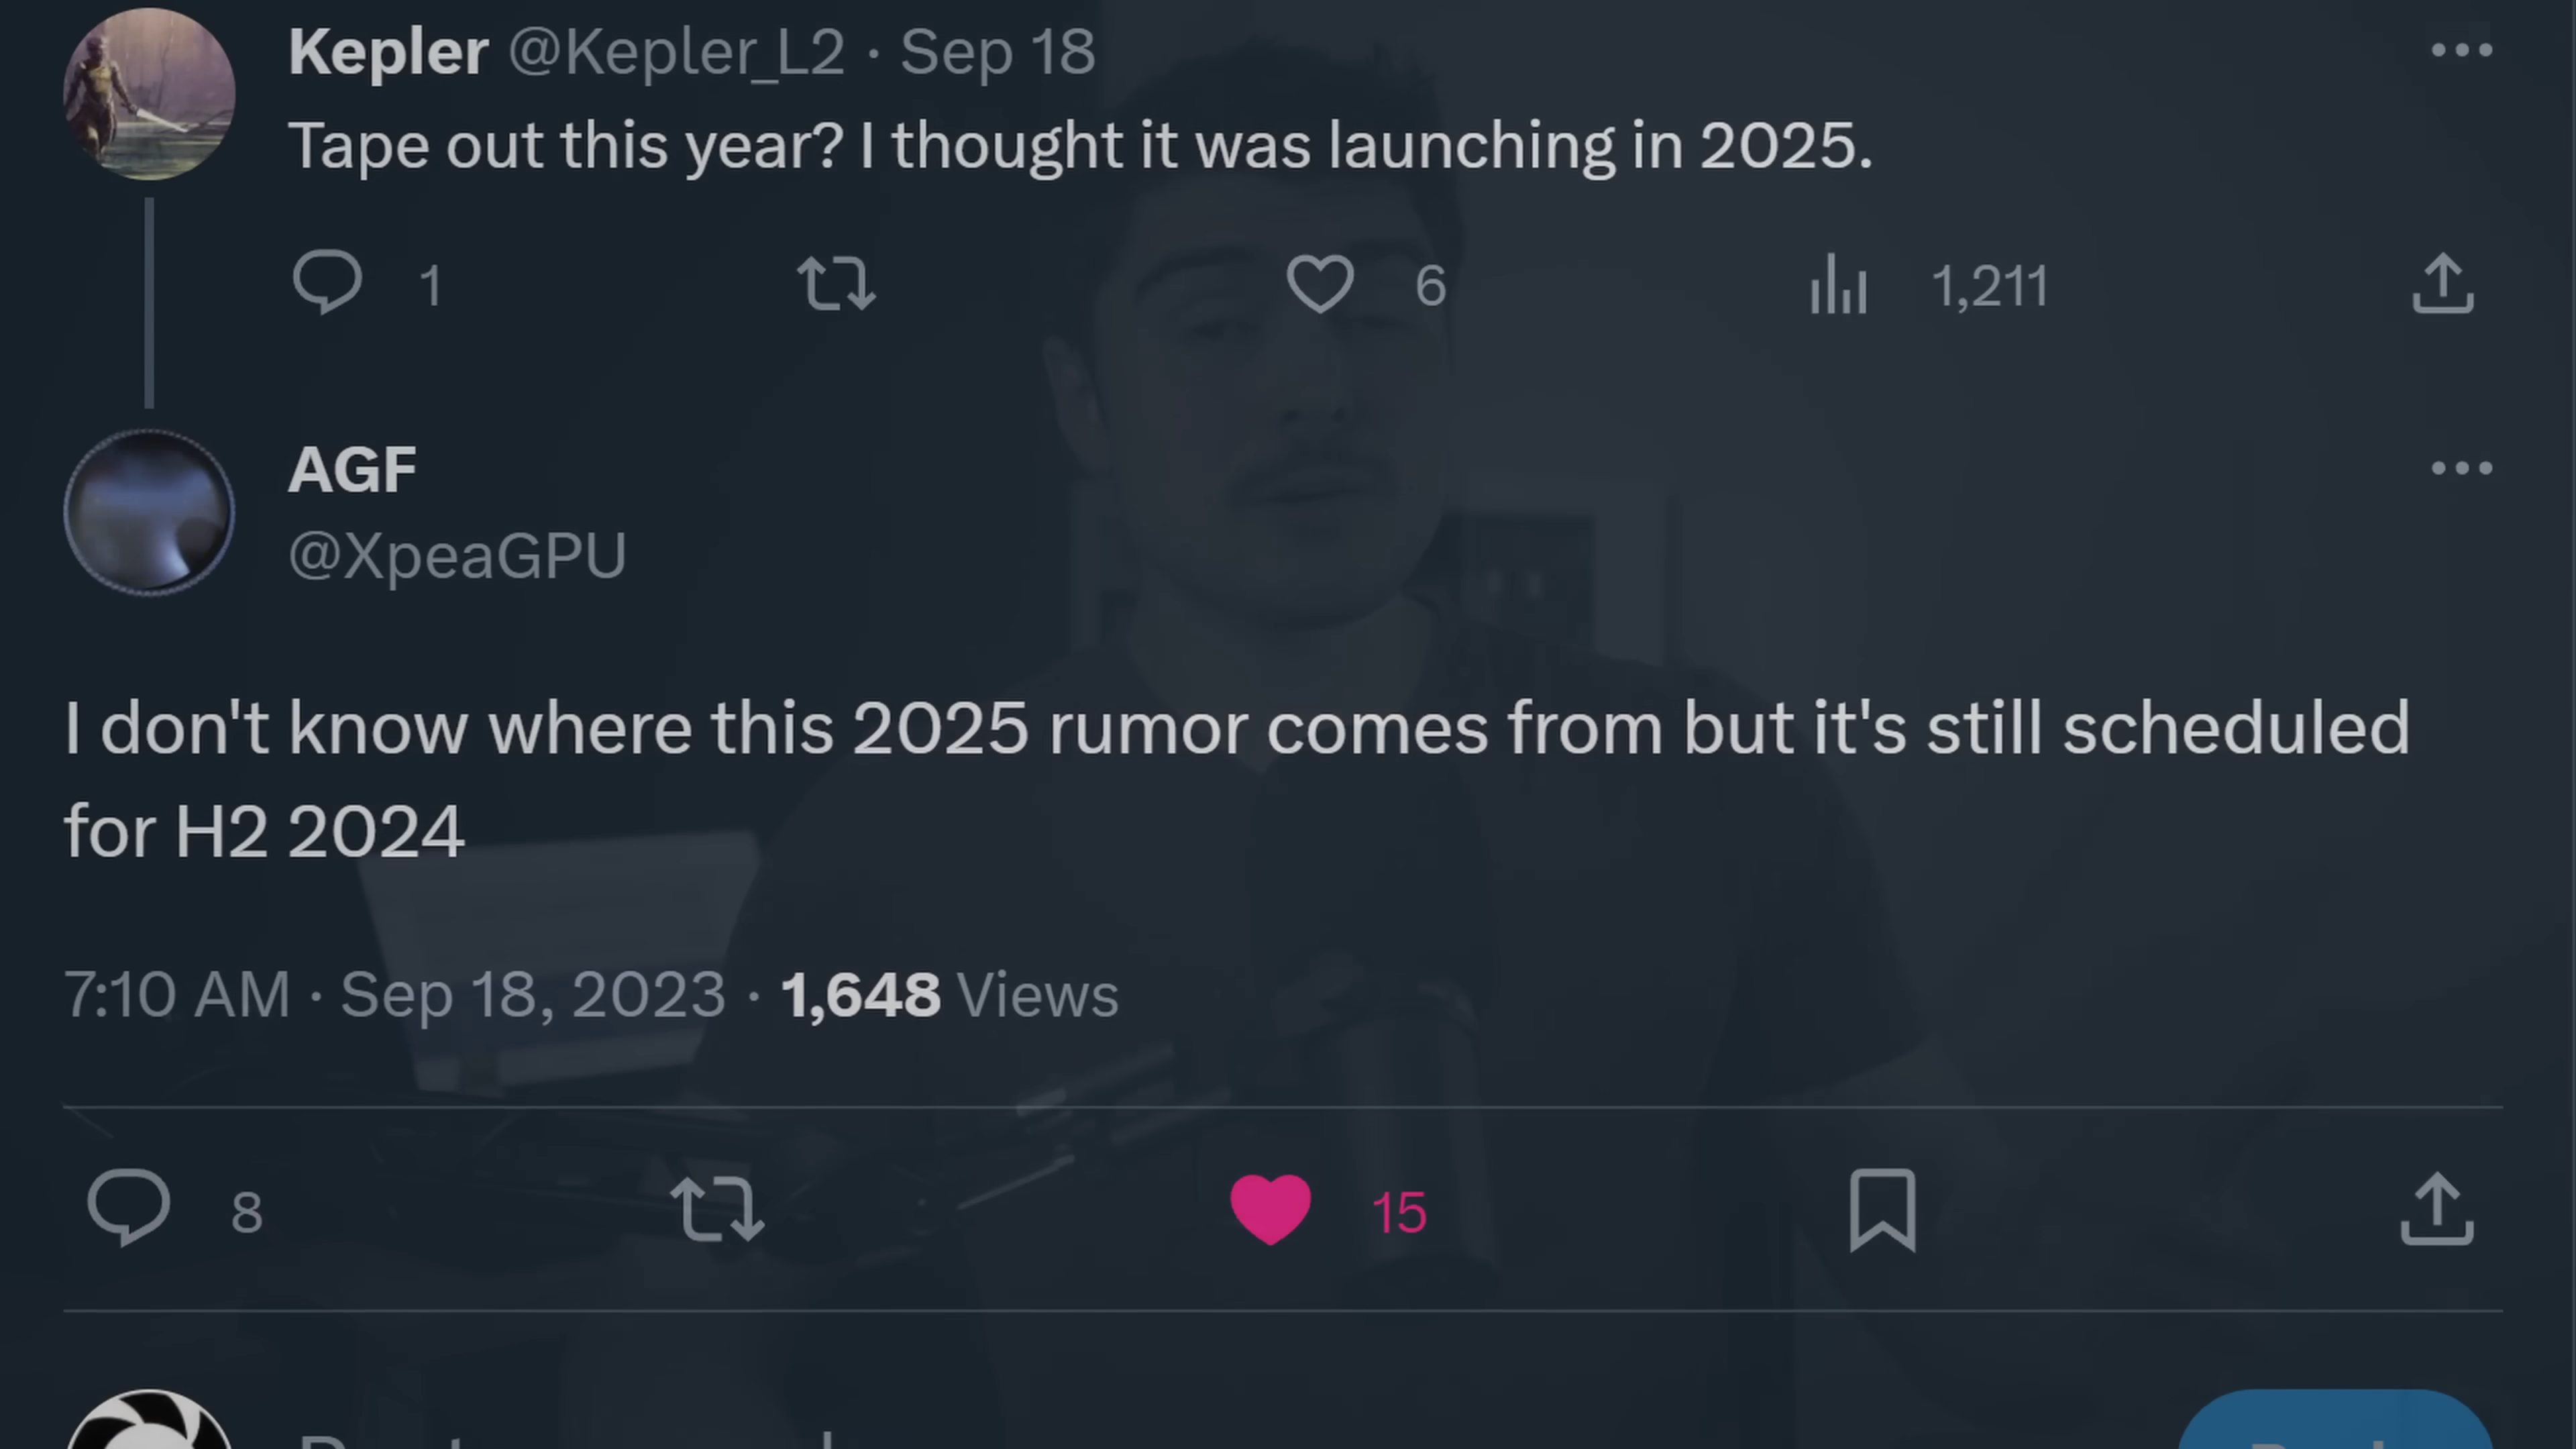 Kepler @Kepler_L2 · Sep 18
Tape out this year? I thought it was launching in 2025.
1 6 1,211
AGF
@XpeaGPU
I don't know where this 2025 rumor comes from but it's still scheduled
for H2 2024
7:10 AM · Sep 18, 2023 · 1,648 Views
8 15